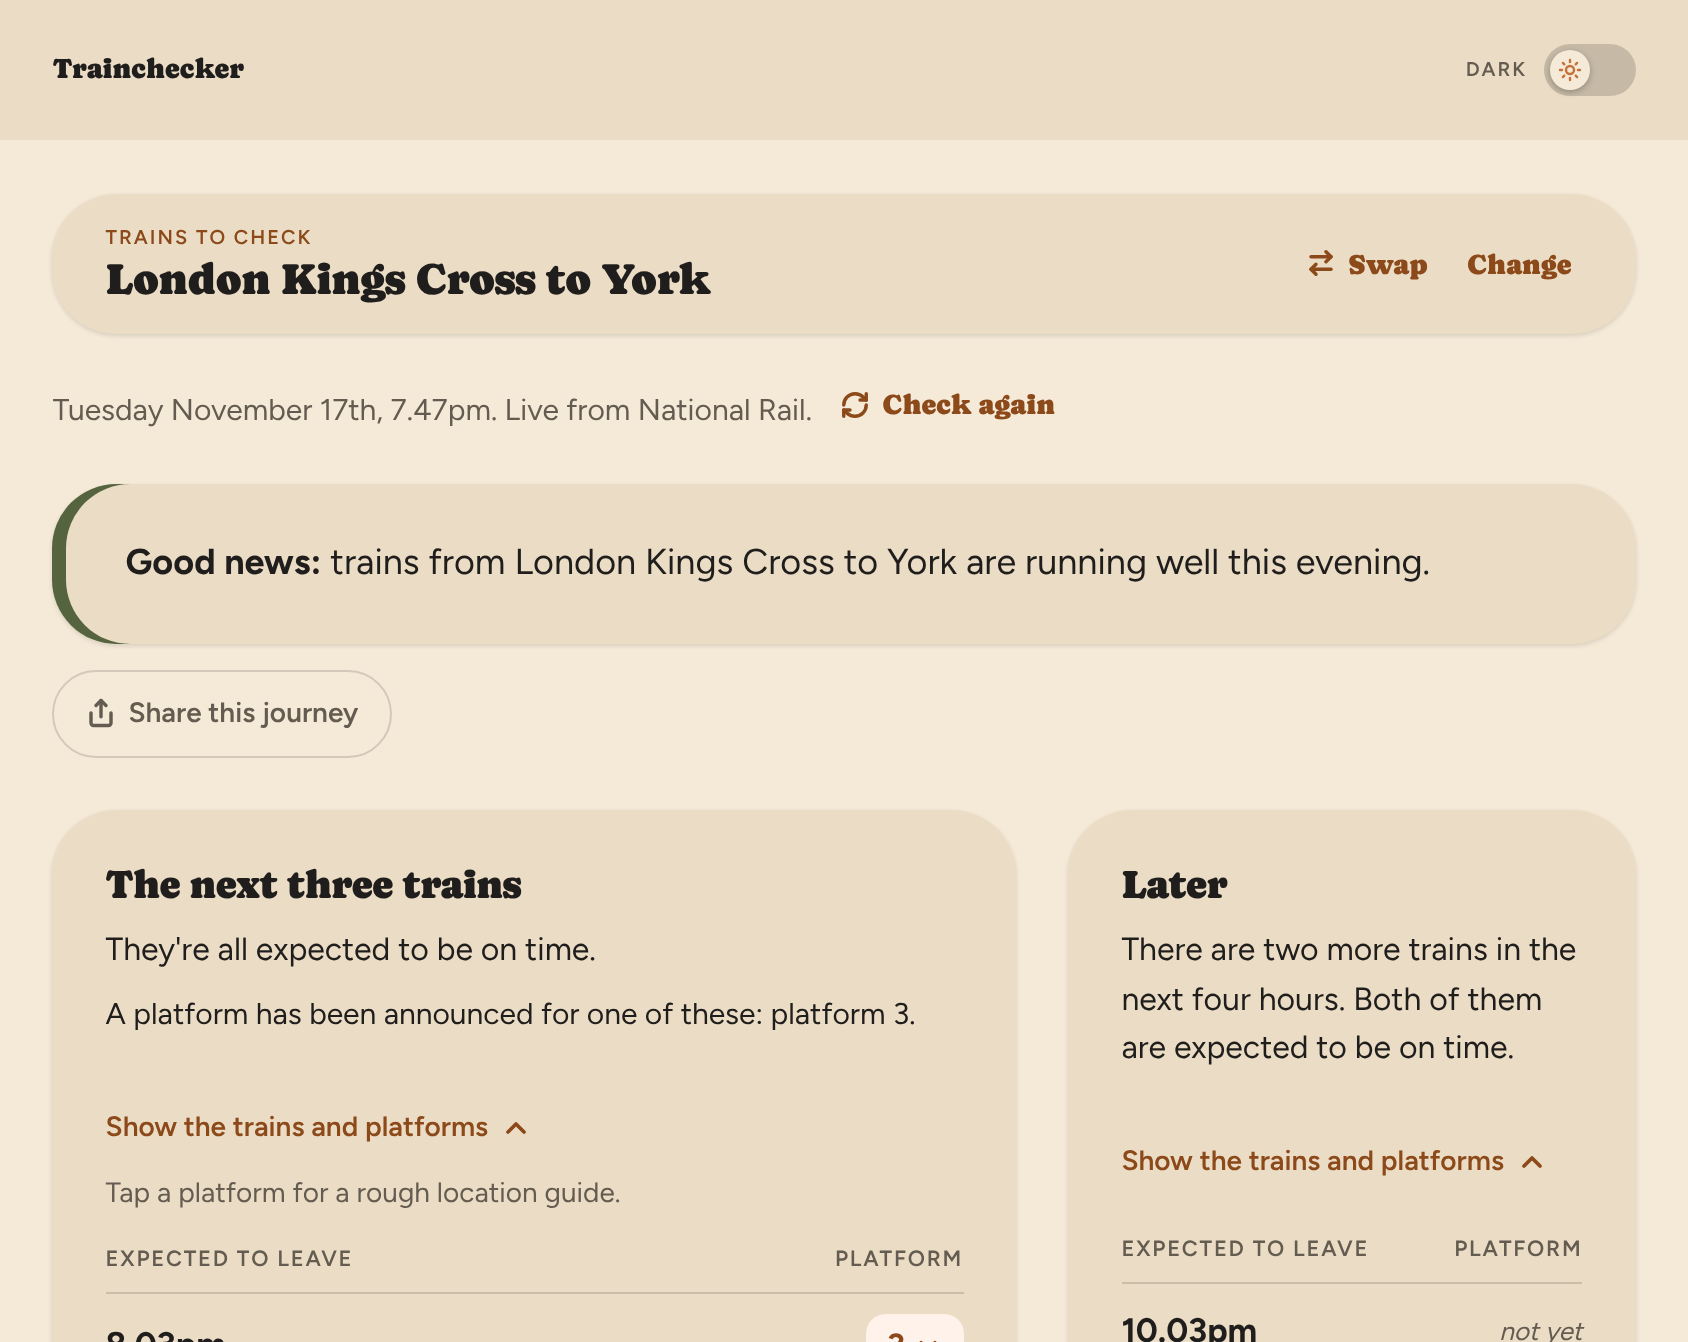 Trainchecker
DARK
TRAINS TO CHECK
London Kings Cross to York
Swap
Change
Tuesday November 17th, 7.47pm. Live from National Rail.
Check again
Good news: trains from London Kings Cross to York are running well this evening.
Share this journey
The next three trains
They're all expected to be on time.
A platform has been announced for one of these: platform 3.
Show the trains and platforms
Tap a platform for a rough location guide.
EXPECTED TO LEAVE PLATFORM
8.03pm
Later
There are two more trains in the
next four hours. Both of them
are expected to be on time.
Show the trains and platforms
EXPECTED TO LEAVE PLATFORM
10.03pm not yet